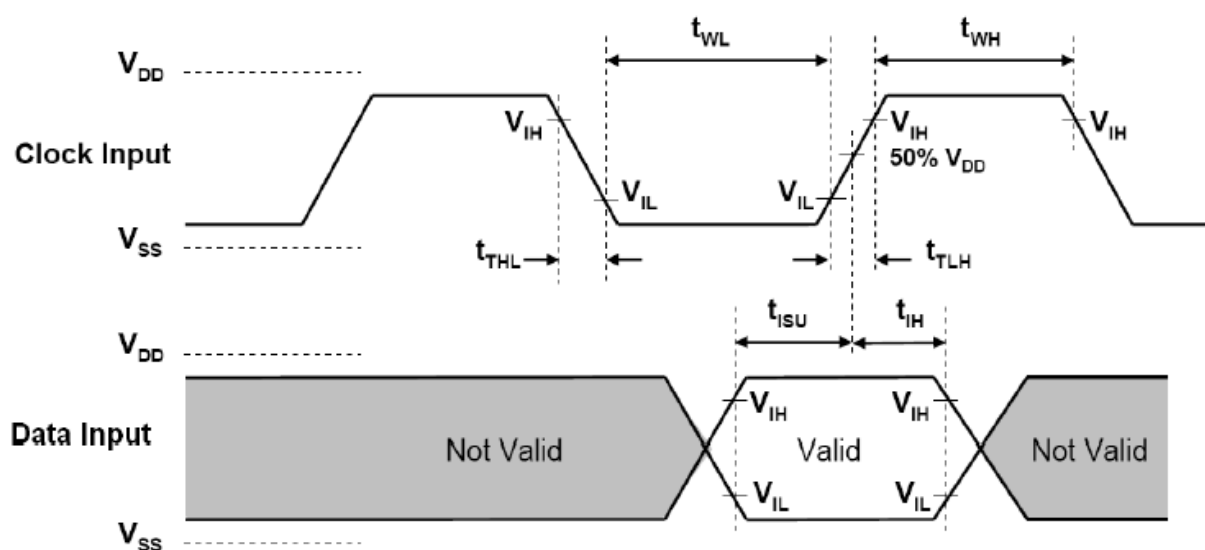 t_WL t_WH
V_DD
V_IH V_IH V_IH
Clock Input 50% V_DD
V_IL V_IL
V_SS
t_THL t_TLH
t_ISU t_IH
V_DD
V_IH V_IH
Data Input Not Valid Valid Not Valid
V_IL V_IL
V_SS